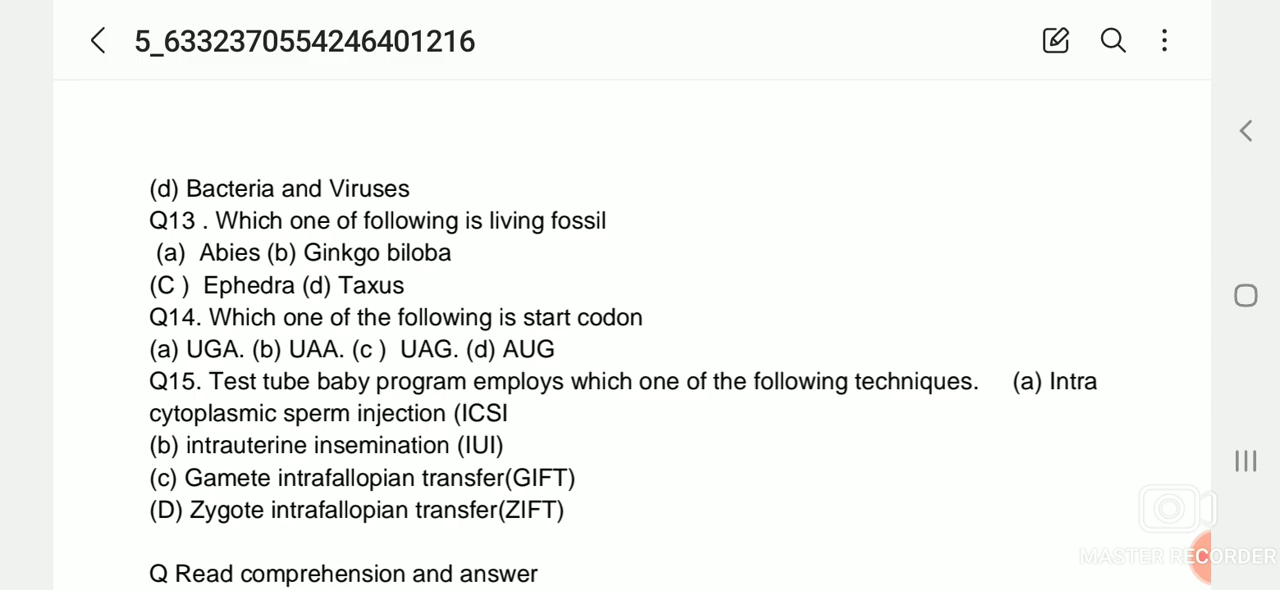 5_6332370554246401216
(d) Bacteria and Viruses
Q13 . Which one of following is living fossil
(a) Abies (b) Ginkgo biloba
(C ) Ephedra (d) Taxus
Q14. Which one of the following is start codon
(a) UGA. (b) UAA. (c ) UAG. (d) AUG
Q15. Test tube baby program employs which one of the following techniques. (a) Intra
cytoplasmic sperm injection (ICSI
(b) intrauterine insemination (IUI)
(c) Gamete intrafallopian transfer(GIFT)
(D) Zygote intrafallopian transfer(ZIFT)
MASTER RECORDER
Q Read comprehension and answer